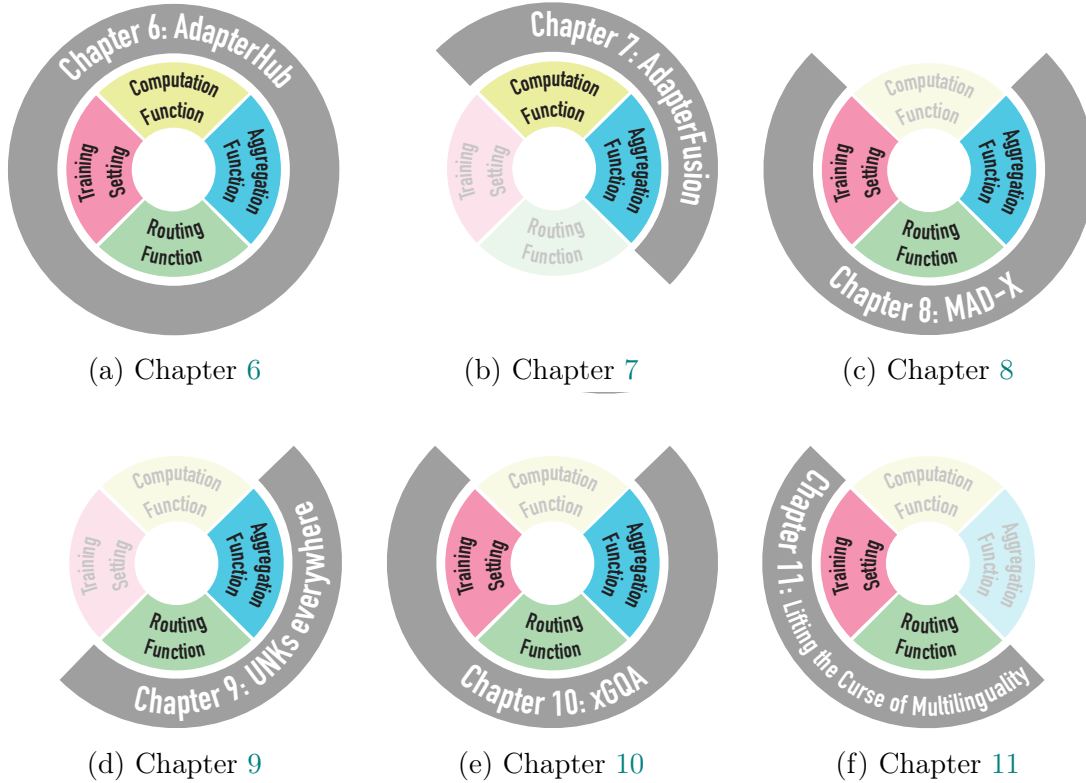 Chapter 6: AdapterHub
Computation
Function
Training
Setting
Aggregation
Function
Routing
Function
(a) Chapter 6
Chapter 7: AdapterFusion
Computation
Function
Training
Setting
Aggregation
Function
Routing
Function
(b) Chapter 7
Computation
Function
Training
Setting
Aggregation
Function
Routing
Function
Chapter 8: MAD-X
(c) Chapter 8
Computation
Function
Training
Setting
Aggregation
Function
Routing
Function
Chapter 9: UNKs everywhere
(d) Chapter 9
Computation
Function
Training
Setting
Aggregation
Function
Routing
Function
Chapter 10: xGQA
(e) Chapter 10
Computation
Function
Training
Setting
Aggregation
Function
Routing
Function
Chapter 11: Lifting the Curse of Multilinguality
(f) Chapter 11